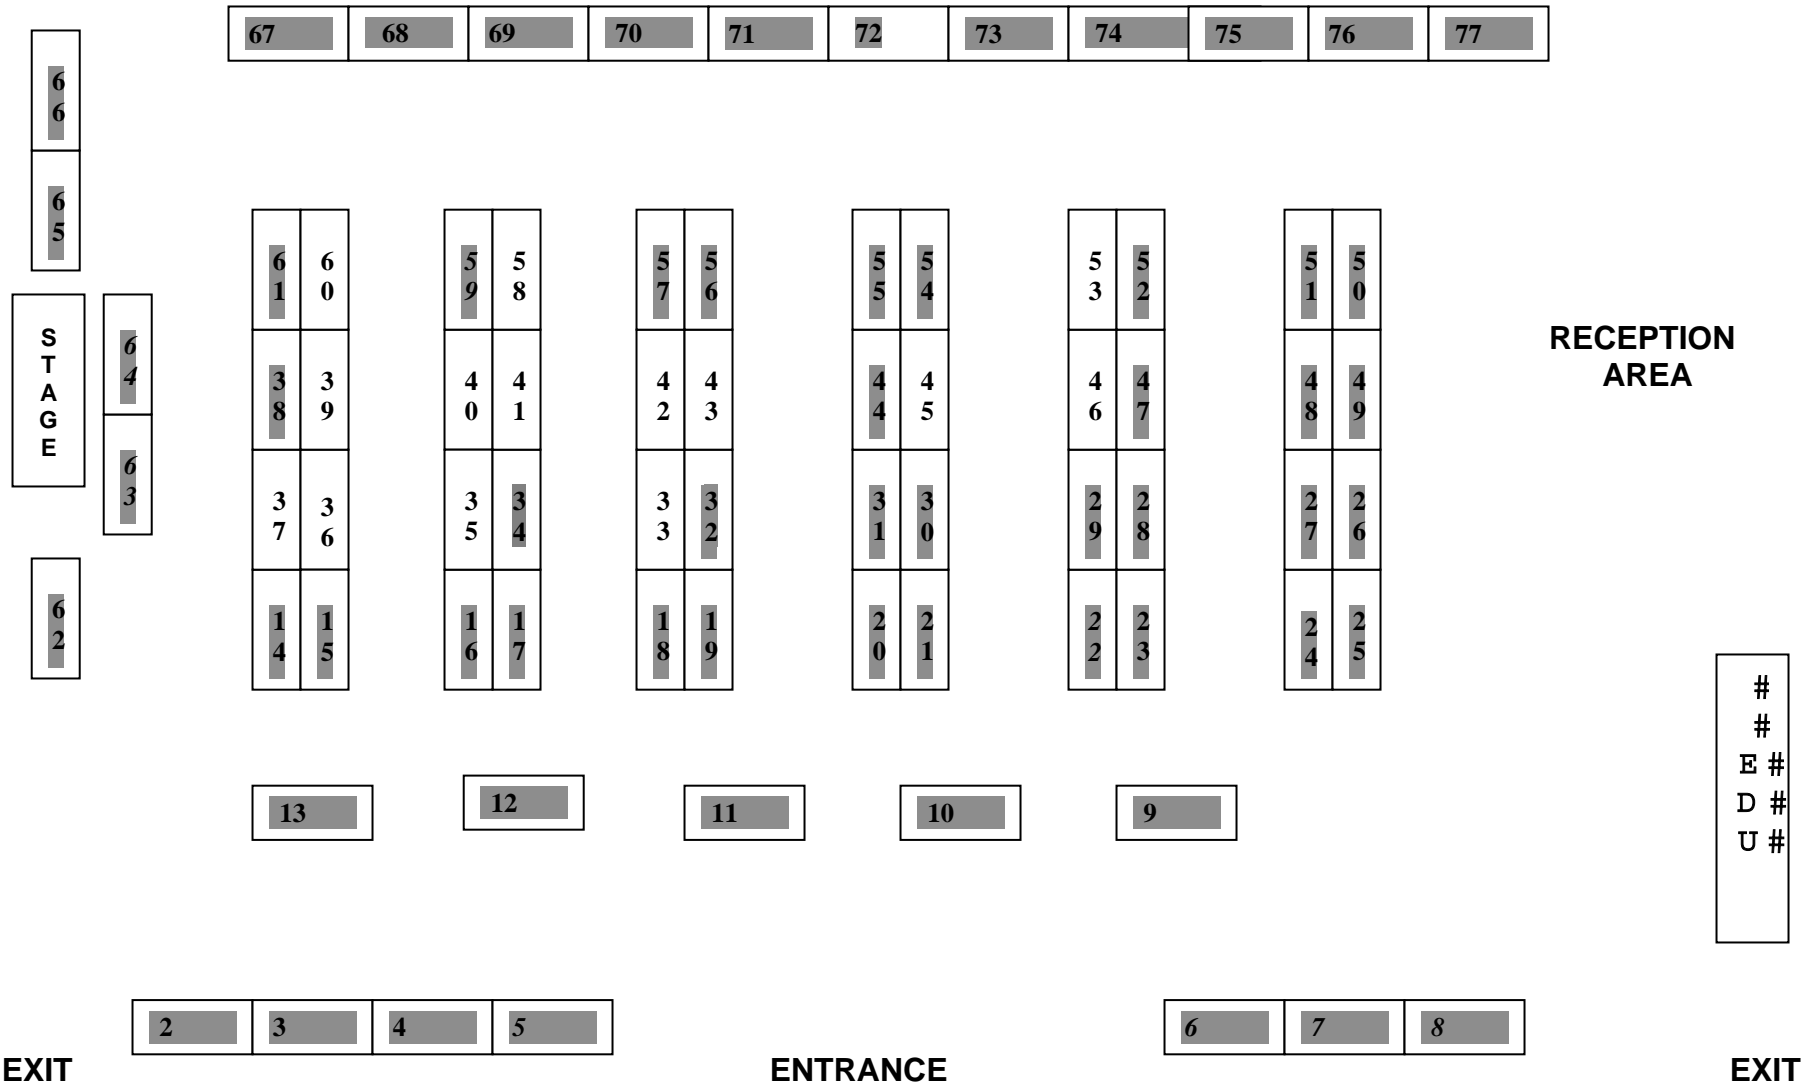 67 68 69 70 71 72 73 74 75 76 77
66
65
61 60 59 58 57 56 55 54 53 52 51 50
STAGE
64
RECEPTION
AREA
38 39 40 41 42 43 44 45 46 47 48 49
63
37 36 35 34 33 32 31 30 29 28 27 26
62
14 15 16 17 18 19 20 21 22 23 24 25
#
#
E #
D #
U #
13 12 11 10 9
2 3 4 5 6 7 8
EXIT ENTRANCE EXIT